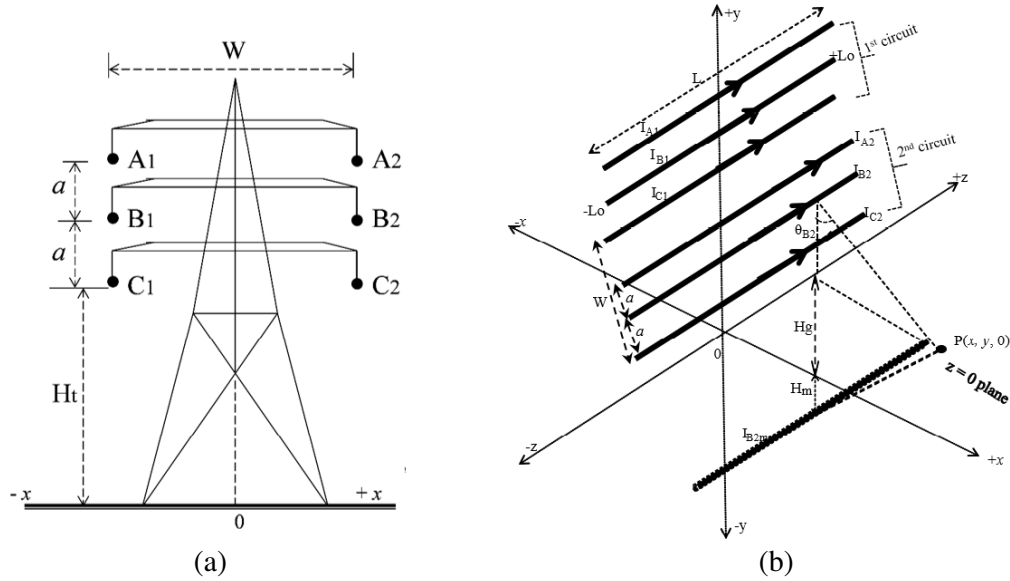 W
A1
A2
a
B1
B2
a
C1
C2
Ht
- x
+ x
0
(a)
+y
L
1st circuit
+Lo
IA1
IB1
IC1
-Lo
IA2
2nd circuit
IB2
+z
IC2
-x
θB2
W
a
a
Hg
0
P(x, y, 0)
z = 0 plane
Hm
IB2m
-z
+x
-y
(b)